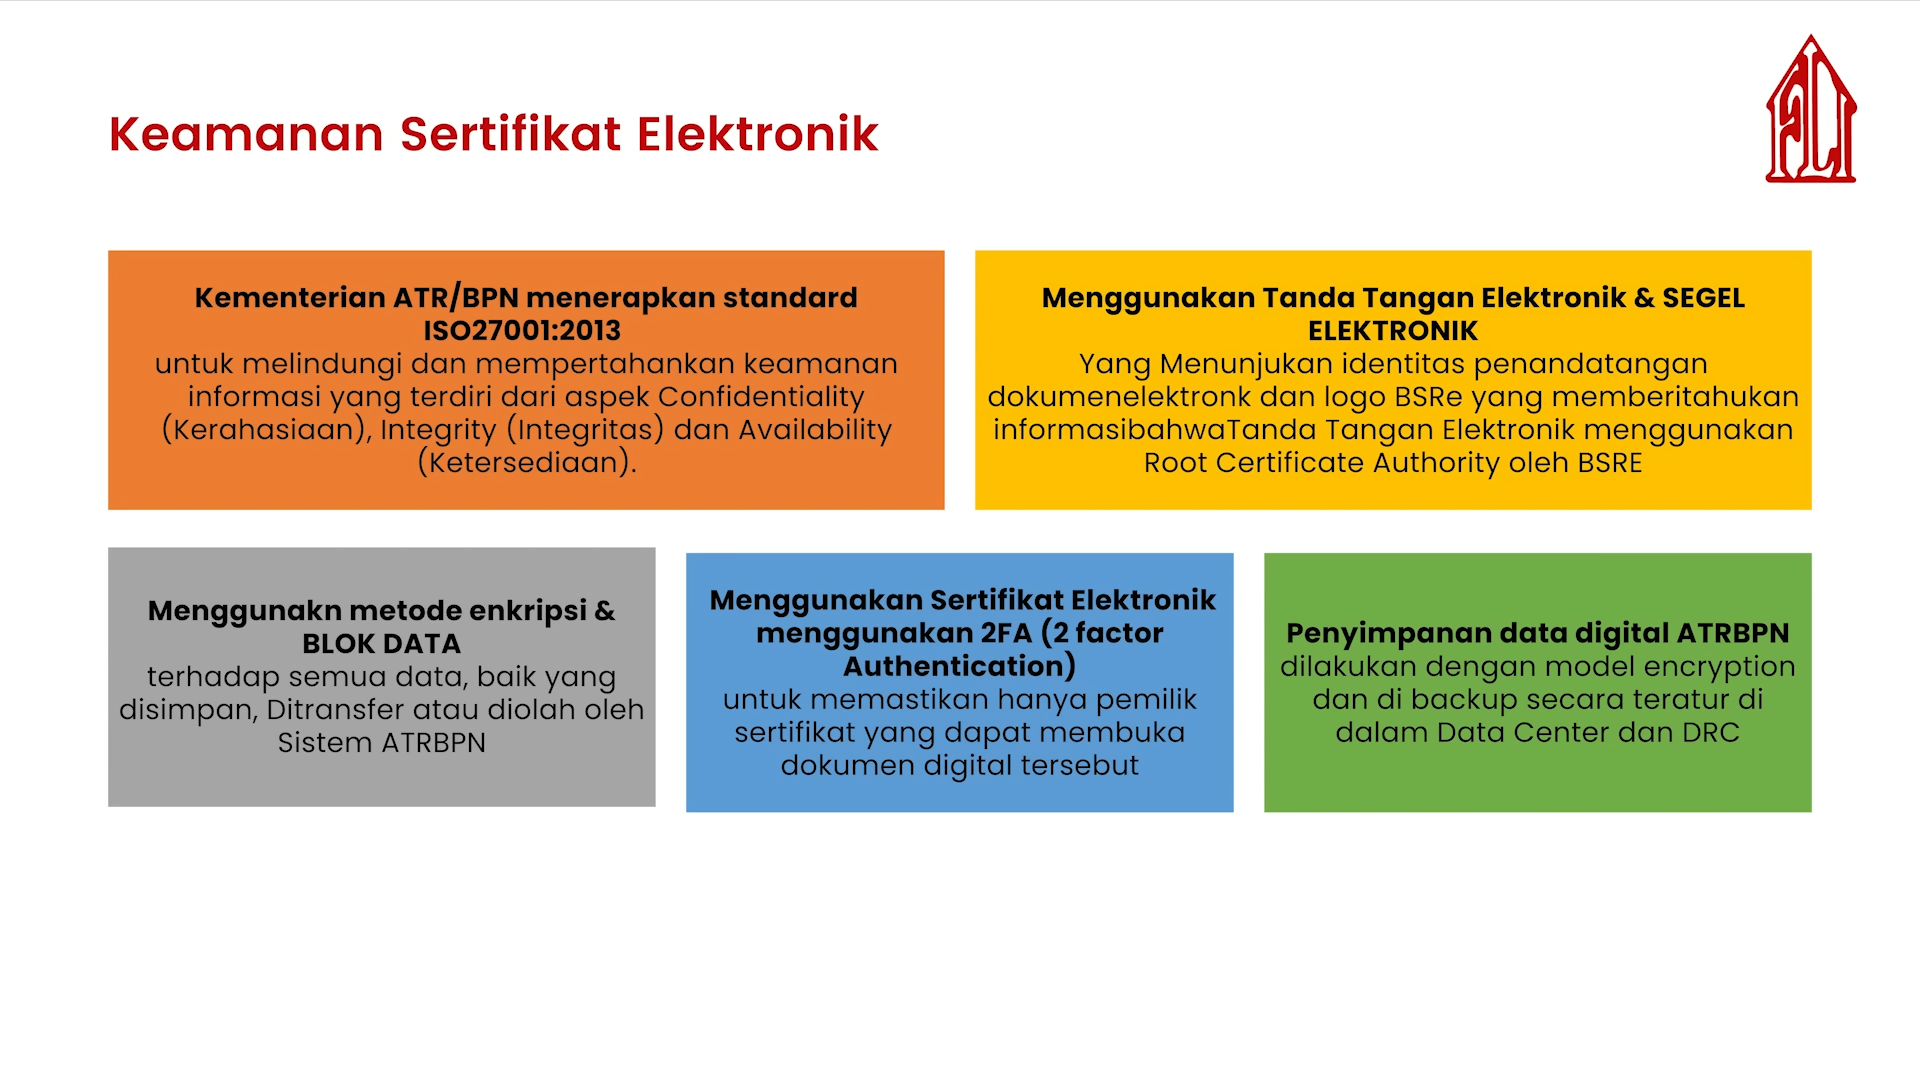 Keamanan Sertifikat Elektronik
Kementerian ATR/BPN menerapkan standard
ISO27001:2013
untuk melindungi dan mempertahankan keamanan
informasi yang terdiri dari aspek Confidentiality
(Kerahasiaan), Integrity (Integritas) dan Availability
(Ketersediaan).
Menggunakan Tanda Tangan Elektronik & SEGEL
ELEKTRONIK
Yang Menunjukan identitas penandatangan
dokumenelektronk dan logo BSRe yang memberitahukan
informasibahwaTanda Tangan Elektronik menggunakan
Root Certificate Authority oleh BSRE
Menggunakn metode enkripsi &
BLOK DATA
terhadap semua data, baik yang
disimpan, Ditransfer atau diolah oleh
Sistem ATRBPN
Menggunakan Sertifikat Elektronik
menggunakan 2FA (2 factor
Authentication)
untuk memastikan hanya pemilik
sertifikat yang dapat membuka
dokumen digital tersebut
Penyimpanan data digital ATRBPN
dilakukan dengan model encryption
dan di backup secara teratur di
dalam Data Center dan DRC